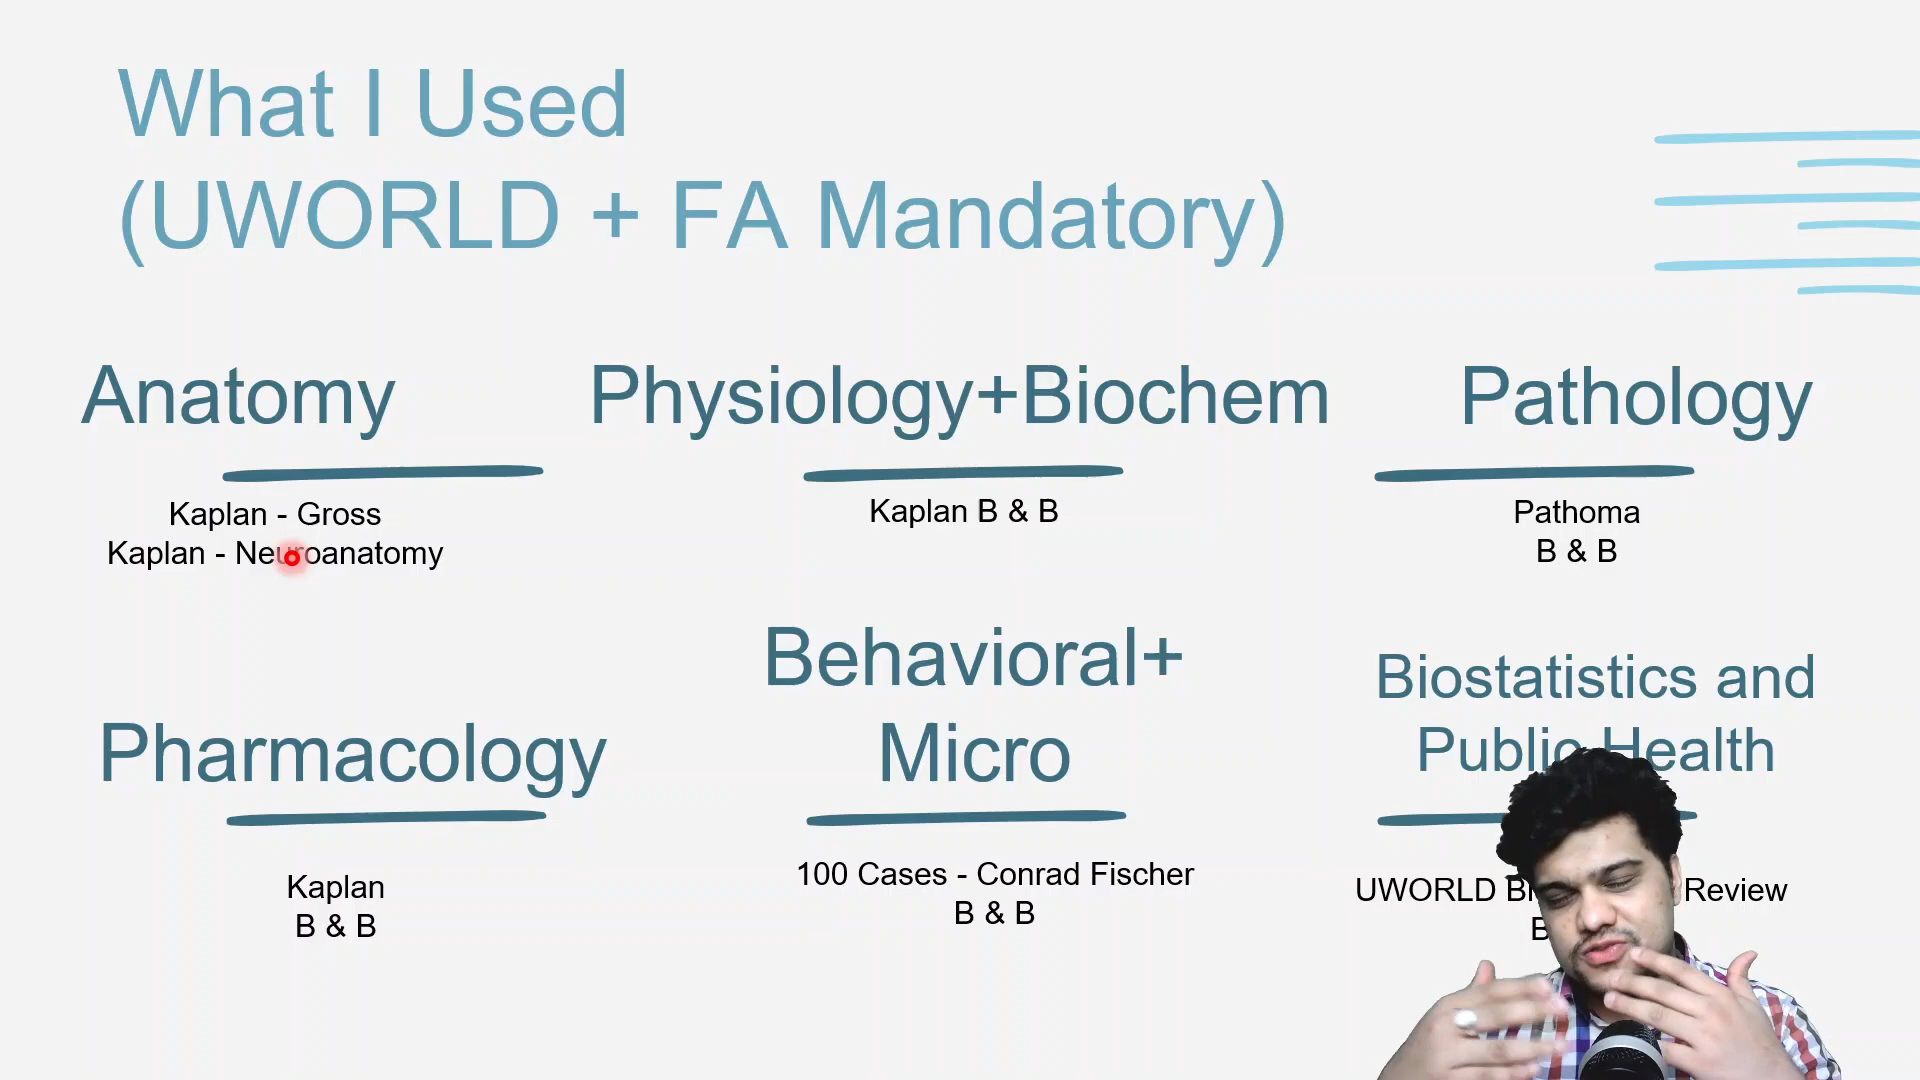 What I Used
(UWORLD + FA Mandatory)
Anatomy
Kaplan - Gross
Kaplan - Neuroanatomy
Physiology+Biochem
Kaplan B & B
Pathology
Pathoma
B & B
Pharmacology
Kaplan
B & B
Behavioral+
Micro
100 Cases - Conrad Fischer
B & B
Biostatistics and
Public Health
UWORLD Review